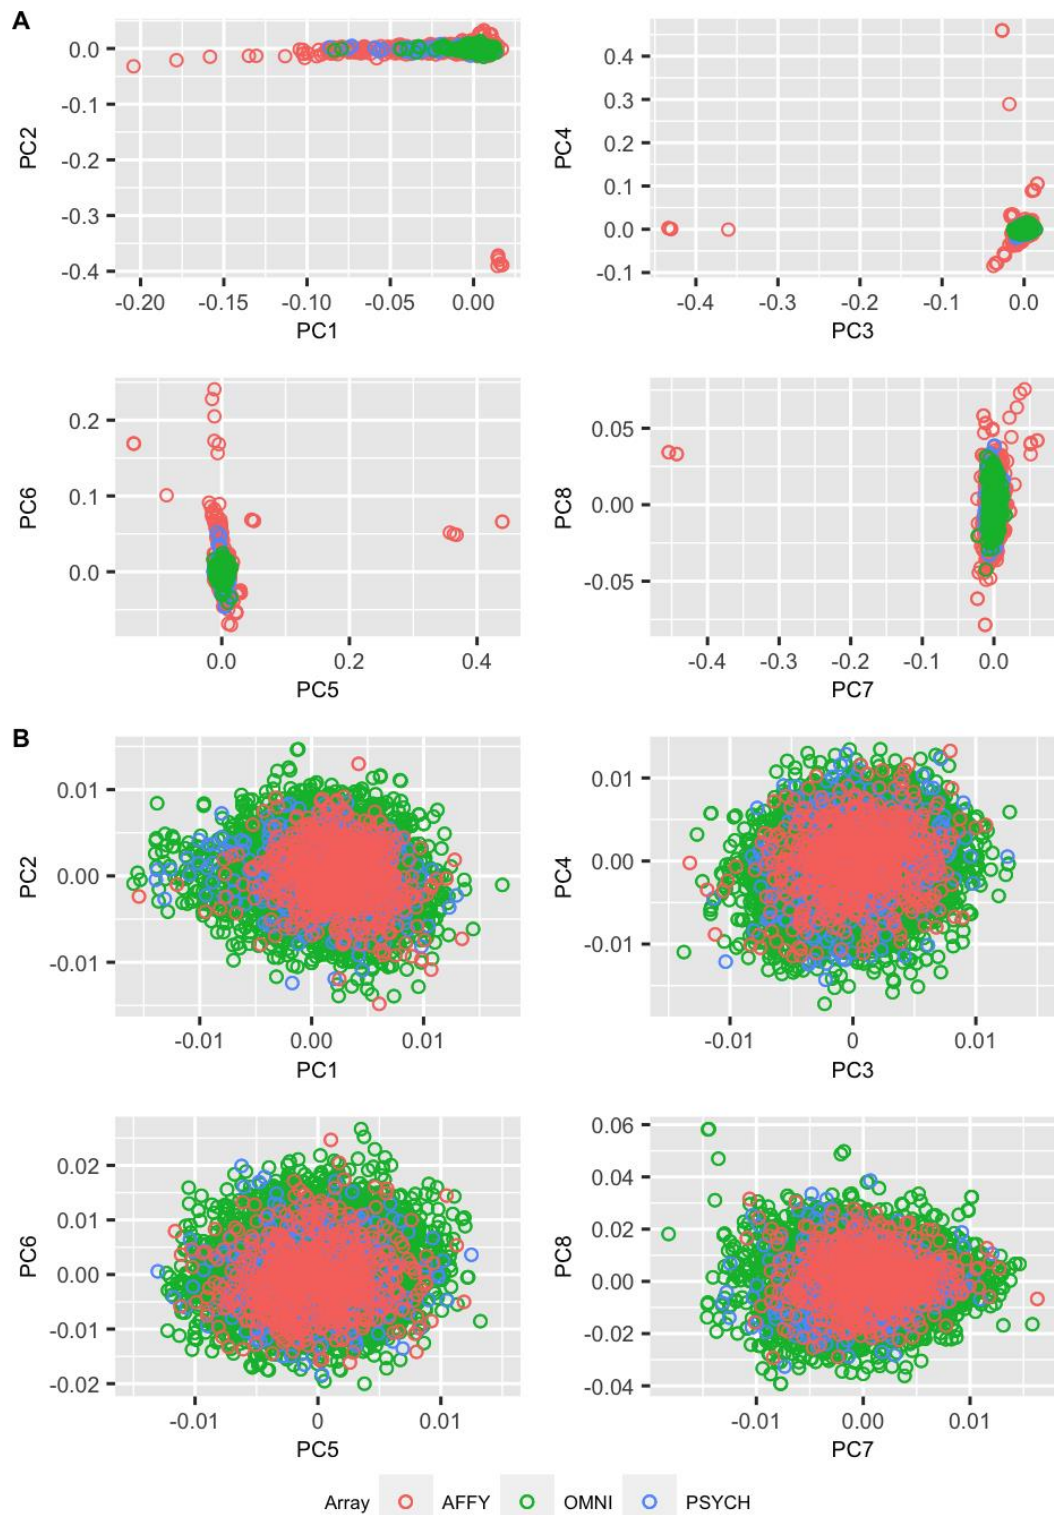 A
PC2
0.0
-0.1
-0.2
-0.3
-0.4
-0.20 -0.15 -0.10 -0.05 0.00
PC1
PC4
0.4
0.3
0.2
0.1
0.0
-0.1
-0.4 -0.3 -0.2 -0.1 0.0
PC3
PC6
0.2
0.1
0.0
0.0 0.2 0.4
PC5
PC8
0.05
0.00
-0.05
-0.4 -0.3 -0.2 -0.1 0.0
PC7
B
PC2
0.01
0.00
-0.01
-0.01 0.00 0.01
PC1
PC4
0.01
0.00
-0.01
-0.01 0 0.01
PC3
PC6
0.02
0.01
0.00
-0.01
-0.02
-0.01 0 0.01
PC5
PC8
0.06
0.04
0.02
0.00
-0.02
-0.04
-0.01 0.00 0.01
PC7
Array AFFY OMNI PSYCH